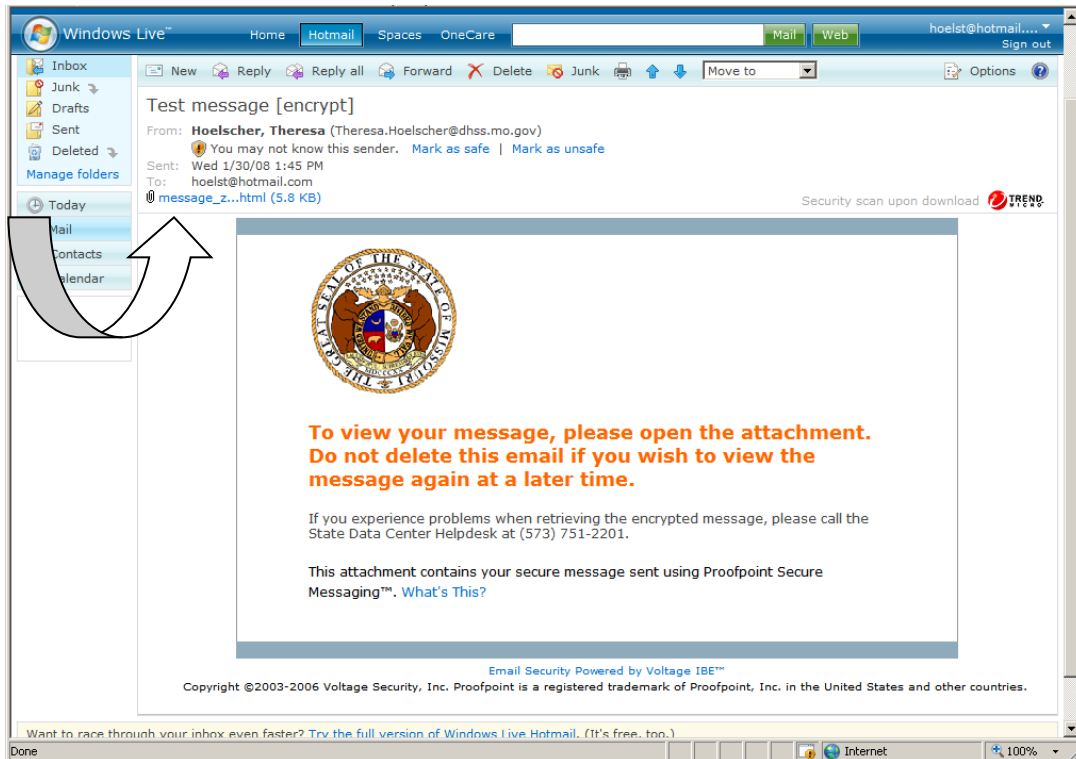 Windows Live™ Home Hotmail Spaces OneCare Mail Web hoelst@hotmail....
Sign out
Inbox
Junk
Drafts
Sent
Deleted
Manage folders
Today
Mail
Contacts
alendar
New Reply Reply all Forward Delete Junk Move to Options
Test message [encrypt]
From: Hoelscher, Theresa (Theresa.Hoelscher@dhss.mo.gov)
You may not know this sender. Mark as safe | Mark as unsafe
Sent: Wed 1/30/08 1:45 PM
To: hoelst@hotmail.com
message_z...html (5.8 KB)
Security scan upon download TREND MICRO
THE GREAT SEAL OF THE STATE OF MISSOURI
To view your message, please open the attachment.
Do not delete this email if you wish to view the
message again at a later time.
If you experience problems when retrieving the encrypted message, please call the
State Data Center Helpdesk at (573) 751-2201.
This attachment contains your secure message sent using Proofpoint Secure
Messaging™. What's This?
Email Security Powered by Voltage IBE™
Copyright ©2003-2006 Voltage Security, Inc. Proofpoint is a registered trademark of Proofpoint, Inc. in the United States and other countries.
Want to race through your inbox even faster? Try the full version of Windows Live Hotmail. (It's free, too.)
Done Internet 100%